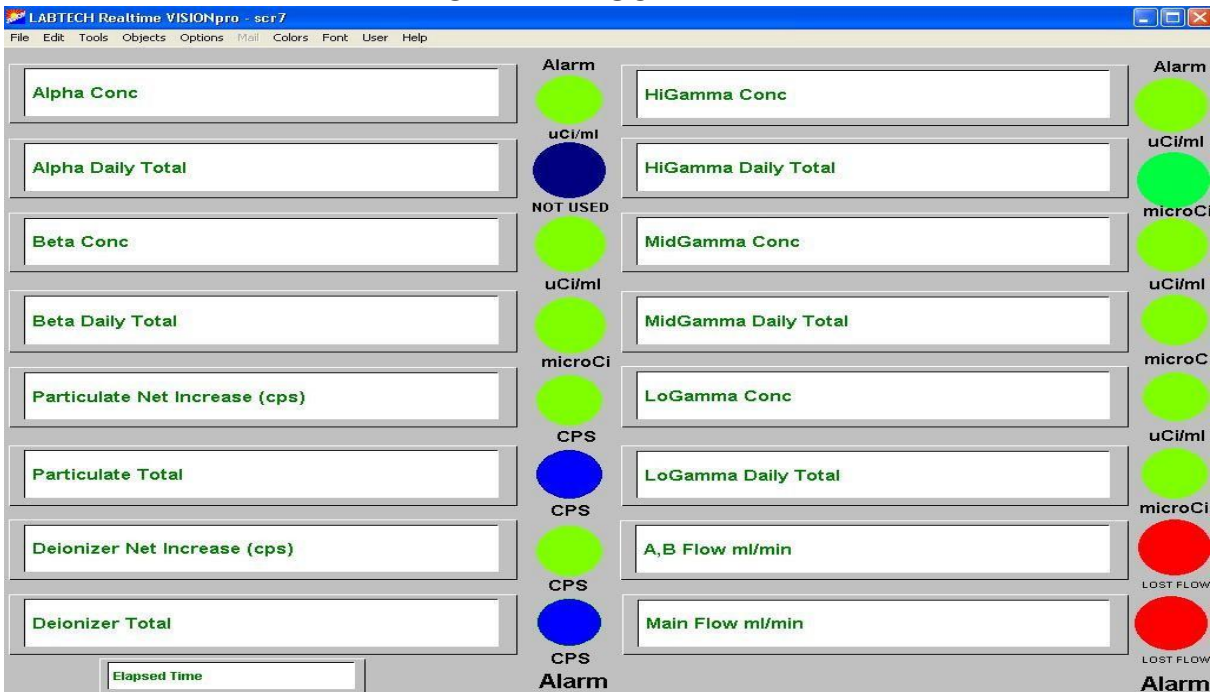 LABTECH Realtime VISIONpro - scr7
File Edit Tools Objects Options Mail Colors Font User Help
Alarm
Alpha Conc
uCi/ml
Alpha Daily Total
NOT USED
Beta Conc
uCi/ml
Beta Daily Total
microCi
Particulate Net Increase (cps)
CPS
Particulate Total
CPS
Deionizer Net Increase (cps)
CPS
Deionizer Total
CPS
Elapsed Time
Alarm
Alarm
HiGamma Conc
uCi/ml
HiGamma Daily Total
microCi
MidGamma Conc
uCi/ml
MidGamma Daily Total
microC
LoGamma Conc
uCi/ml
LoGamma Daily Total
microCi
A,B Flow ml/min
LOST FLOW
Main Flow ml/min
LOST FLOW
Alarm